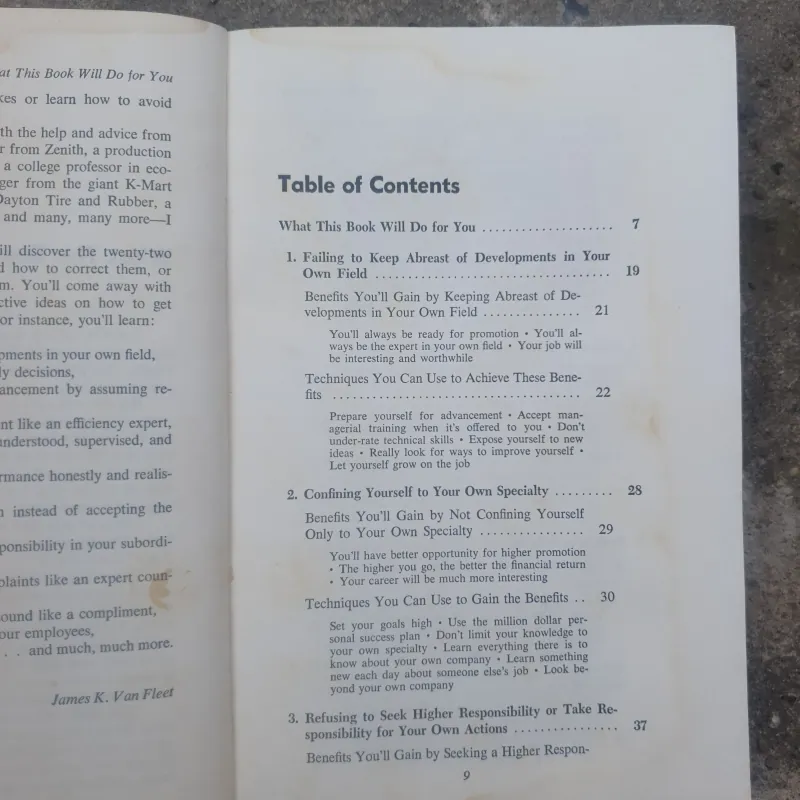 at This Book Will Do for You
kes or learn how to avoid
th the help and advice from
r from Zenith, a production
a college professor in eco-
ger from the giant K-Mart
Dayton Tire and Rubber, a
and many, many more—I
ill discover the twenty-two
d how to correct them, or
m. You'll come away with
ctive ideas on how to get
or instance, you'll learn:
pments in your own field,
ly decisions,
ancement by assuming re-
nt like an efficiency expert,
understood, supervised, and
rmance honestly and realis-
n instead of accepting the
ponsibility in your subordi-
plaints like an expert coun-
ound like a compliment,
our employees,
. . and much, much more.
James K. Van Fleet
Table of Contents
What This Book Will Do for You .................... 7
1. Failing to Keep Abreast of Developments in Your
Own Field ................................... 19
Benefits You'll Gain by Keeping Abreast of De-
velopments in Your Own Field ............... 21
You'll always be ready for promotion • You'll al-
ways be the expert in your own field • Your job will
be interesting and worthwhile
Techniques You Can Use to Achieve These Bene-
fits ..................................... 22
Prepare yourself for advancement • Accept man-
agerial training when it's offered to you • Don't
under-rate technical skills • Expose yourself to new
ideas • Really look for ways to improve yourself •
Let yourself grow on the job
2. Confining Yourself to Your Own Specialty ......... 28
Benefits You'll Gain by Not Confining Yourself
Only to Your Own Specialty ................ 29
You'll have better opportunity for higher promotion
• The higher you go, the better the financial return
• Your career will be much more interesting
Techniques You Can Use to Gain the Benefits .. 30
Set your goals high • Use the million dollar per-
sonal success plan • Don't limit your knowledge to
your own specialty • Learn everything there is to
know about your own company • Learn something
new each day about someone else's job • Look be-
yond your own company
3. Refusing to Seek Higher Responsibility or Take Re-
sponsibility for Your Own Actions ................ 37
Benefits You'll Gain by Seeking a Higher Respon-
9